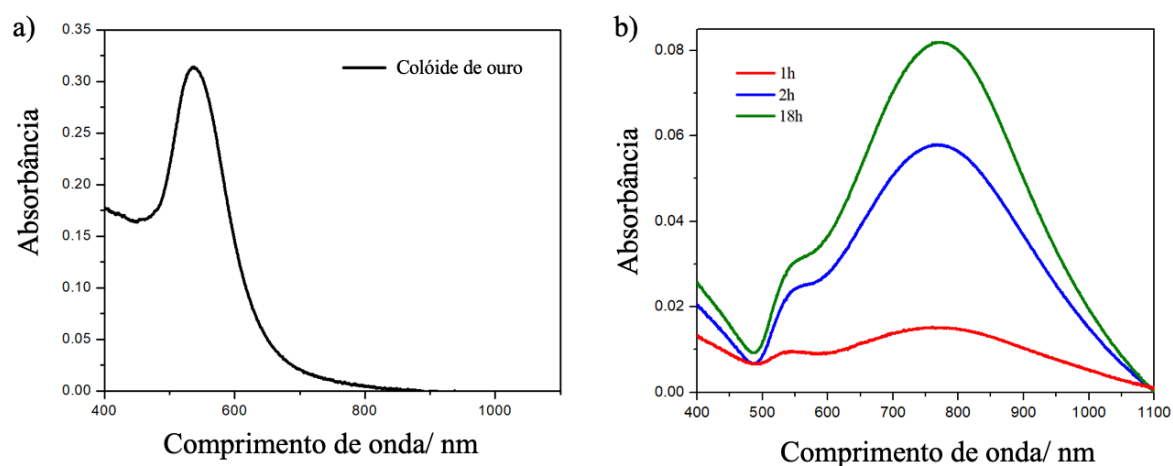 a)
0.35
0.30
0.25
0.20
0.15
0.10
0.05
0.00
Absorbância
Colóide de ouro
400 600 800 1000
Comprimento de onda/ nm
b)
0.08
0.06
0.04
0.02
0.00
Absorbância
1h
2h
18h
400 500 600 700 800 900 1000 1100
Comprimento de onda/ nm